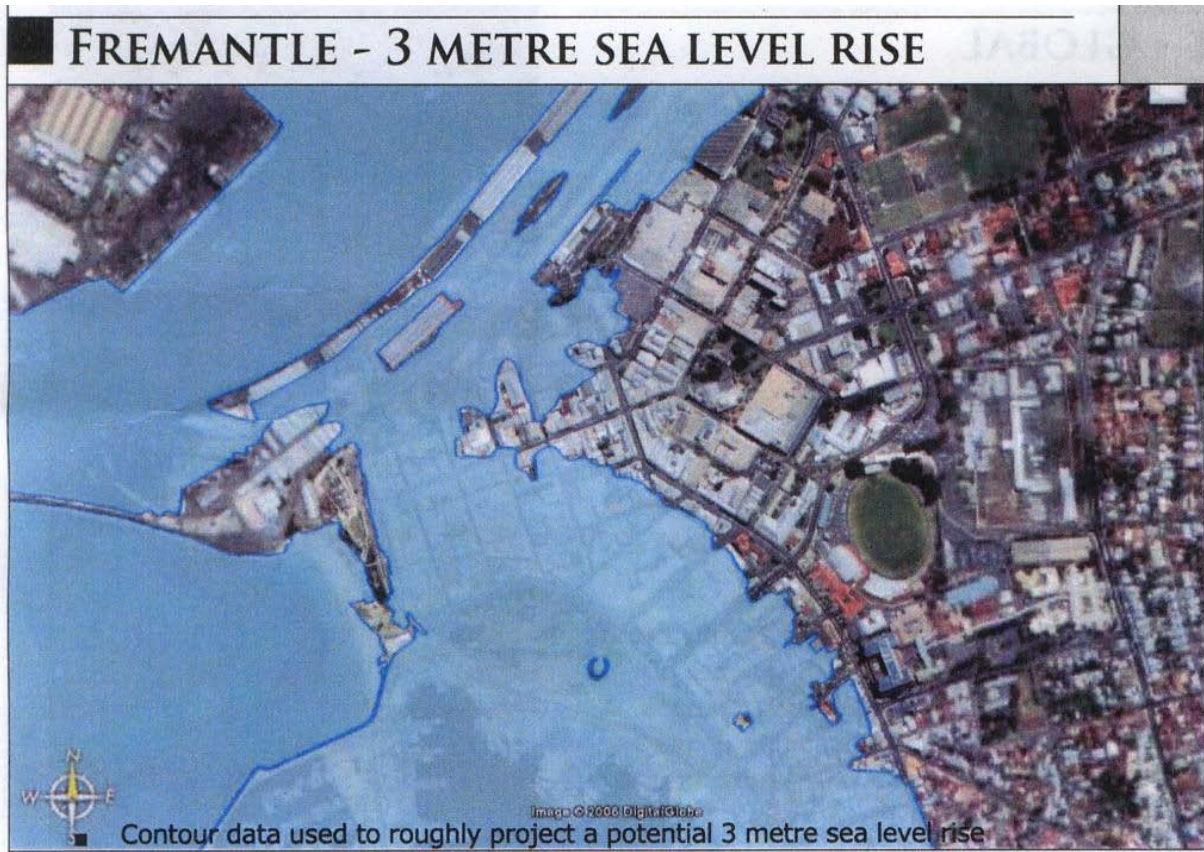 FREMANTLE - 3 METRE SEA LEVEL RISE
GLOBAL
N
W E
S
Image © 2006 DigitalGlobe
Contour data used to roughly project a potential 3 metre sea level rise